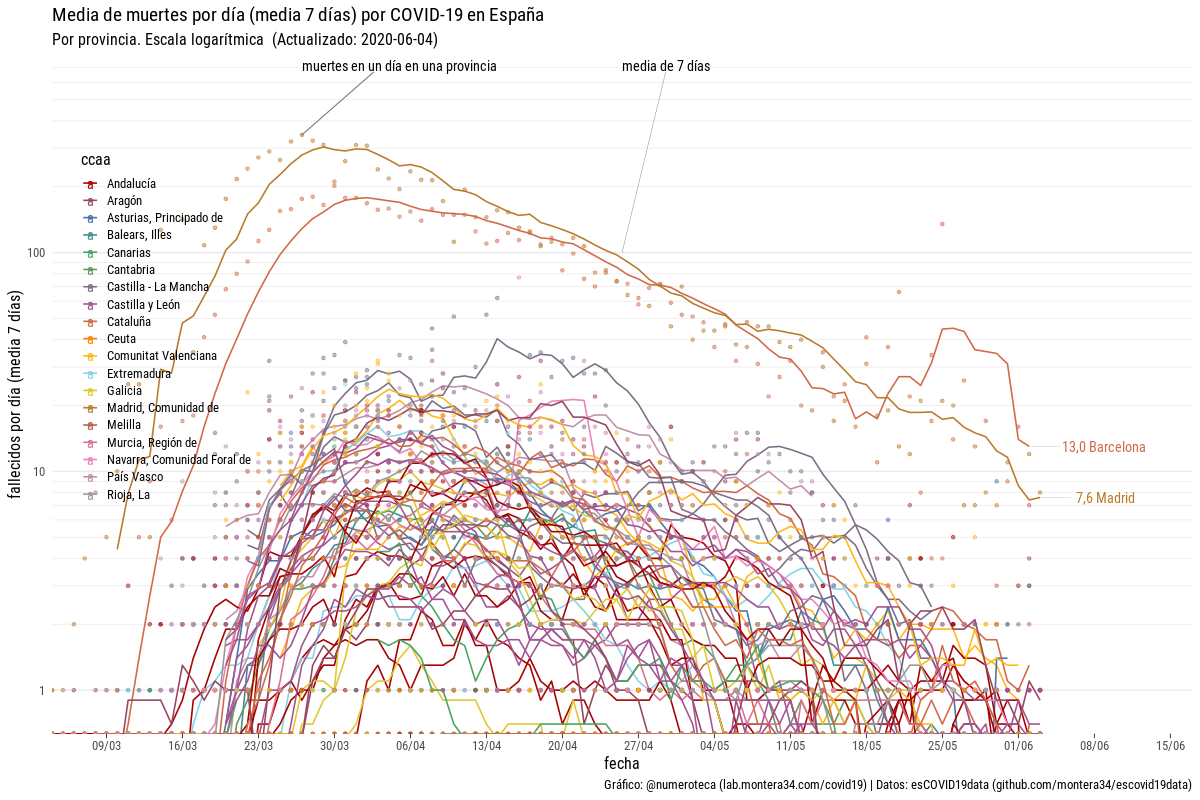 Media de muertes por día (media 7 días) por COVID-19 en España
Por provincia. Escala logarítmica  (Actualizado: 2020-06-04)
muertes en un día en una provincia
media de 7 días
ccaa
Andalucía
Aragón
Asturias, Principado de
Balears, Illes
Canarias
Cantabria
Castilla - La Mancha
Castilla y León
Cataluña
Ceuta
Comunitat Valenciana
Extremadura
Galicia
Madrid, Comunidad de
Melilla
Murcia, Región de
Navarra, Comunidad Foral de
País Vasco
Rioja, La
100
10
1
fallecidos por día (media 7 días)
13,0 Barcelona
7,6 Madrid
09/03 16/03 23/03 30/03 06/04 13/04 20/04 27/04 04/05 11/05 18/05 25/05 01/06 08/06 15/06
fecha
Gráfico: @numeroteca (lab.montera34.com/covid19) | Datos: esCOVID19data (github.com/montera34/escovid19data)